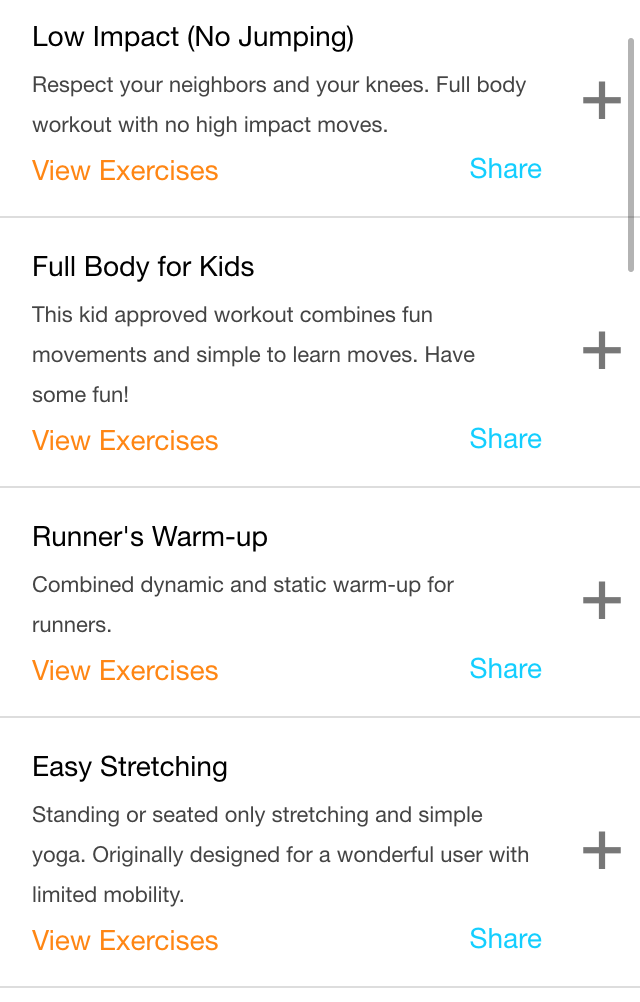 Low Impact (No Jumping)
Respect your neighbors and your knees. Full body
workout with no high impact moves.
View Exercises
Share
Full Body for Kids
This kid approved workout combines fun
movements and simple to learn moves. Have
some fun!
View Exercises
Share
Runner's Warm-up
Combined dynamic and static warm-up for
runners.
View Exercises
Share
Easy Stretching
Standing or seated only stretching and simple
yoga. Originally designed for a wonderful user with
limited mobility.
View Exercises
Share